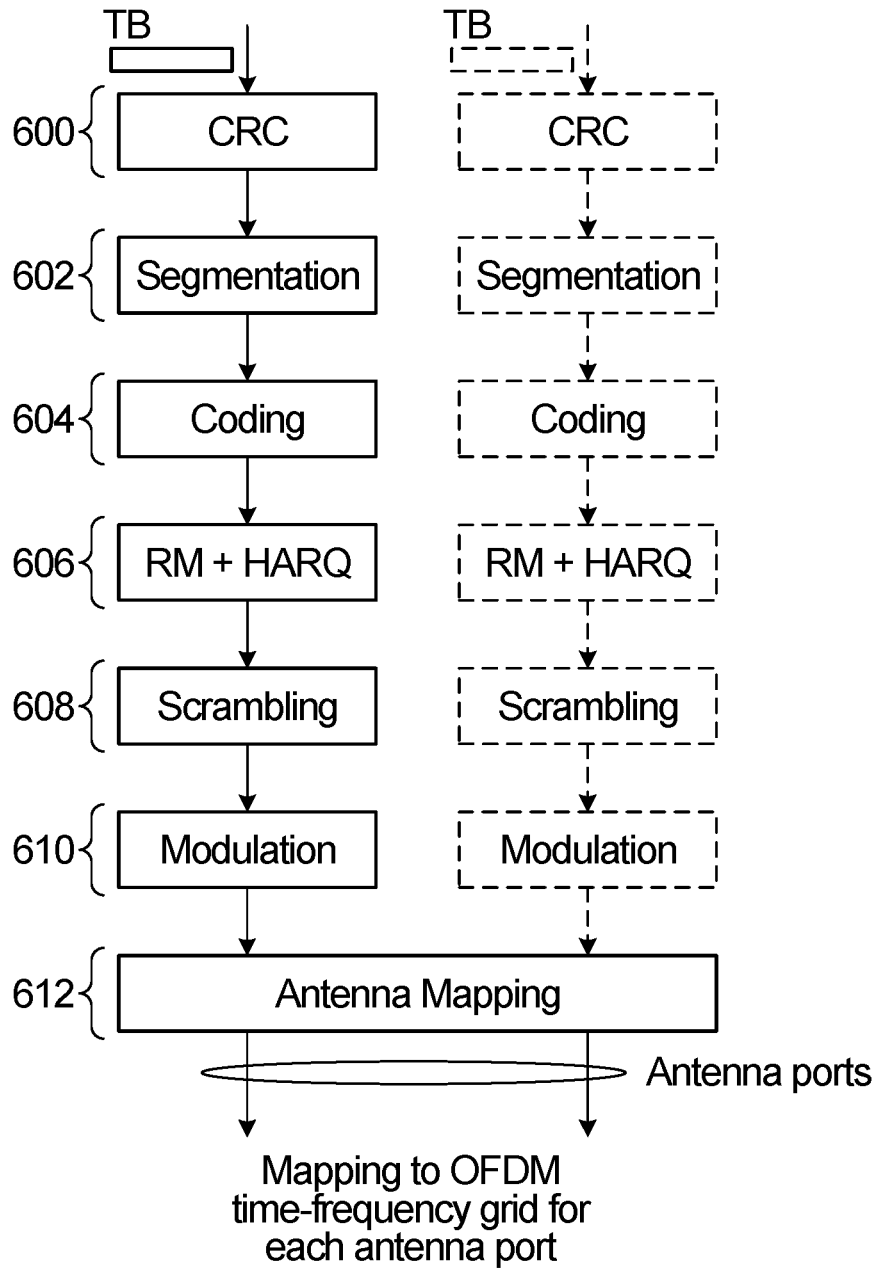 TB TB
600 CRC CRC
602 Segmentation Segmentation
604 Coding Coding
606 RM + HARQ RM + HARQ
608 Scrambling Scrambling
610 Modulation Modulation
612 Antenna Mapping
Antenna ports
Mapping to OFDM
time-frequency grid for
each antenna port